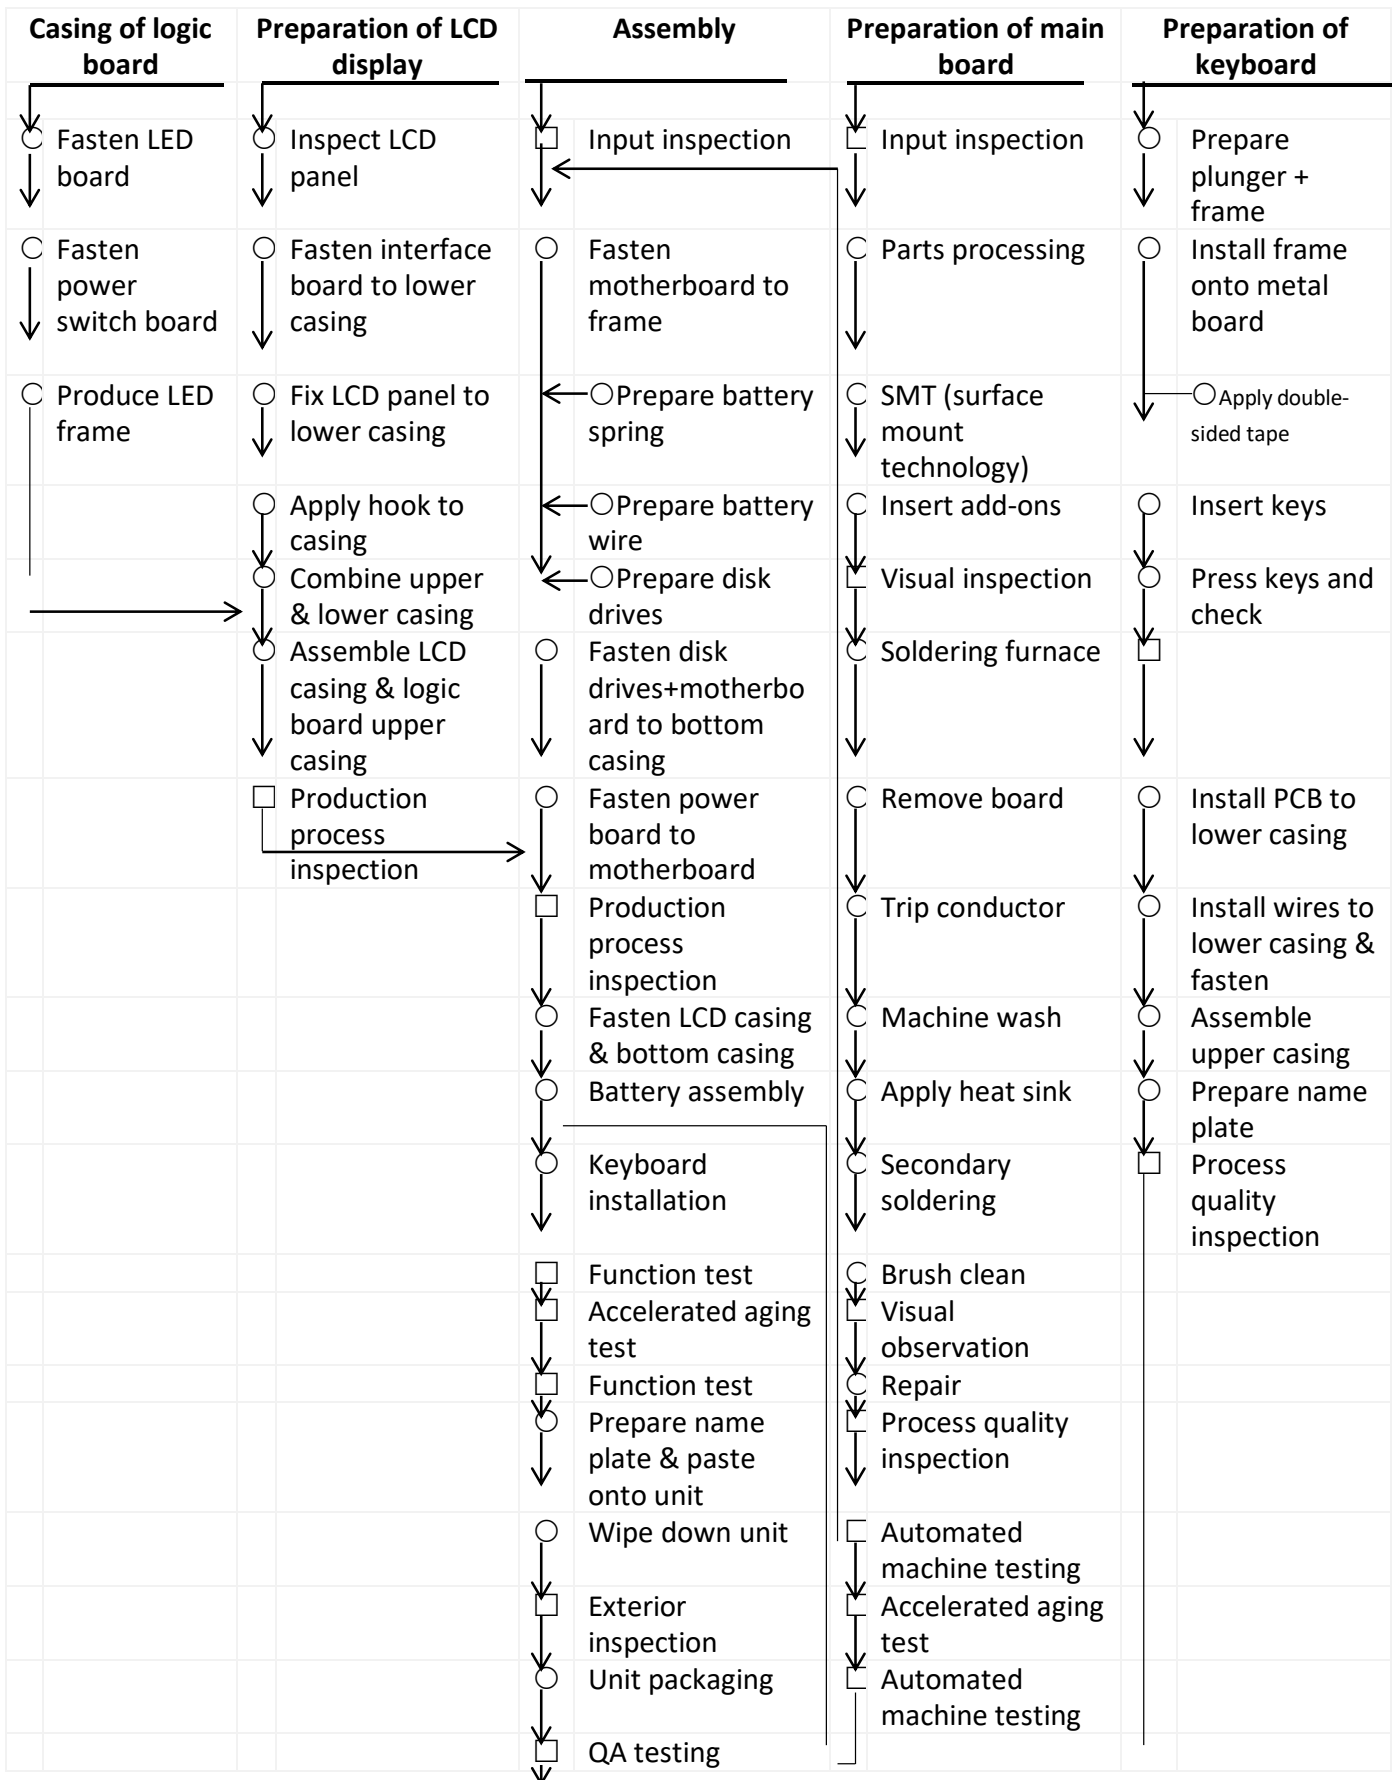 Casing of logic
board
Preparation of LCD
display
Assembly
Preparation of main
board
Preparation of
keyboard
Fasten LED
board
Inspect LCD
panel
Input inspection
Input inspection
Prepare
plunger +
frame
Fasten
power
switch board
Fasten interface
board to lower
casing
Fasten
motherboard to
frame
Parts processing
Install frame
onto metal
board
Produce LED
frame
Fix LCD panel to
lower casing
Prepare battery
spring
SMT (surface
mount
technology)
Apply double-
sided tape
Apply hook to
casing
Prepare battery
wire
Insert add-ons
Insert keys
Combine upper
& lower casing
Prepare disk
drives
Visual inspection
Press keys and
check
Assemble LCD
casing & logic
board upper
casing
Fasten disk
drives+motherbo
ard to bottom
casing
Soldering furnace
Production
process
inspection
Fasten power
board to
motherboard
Remove board
Install PCB to
lower casing
Production
process
inspection
Trip conductor
Install wires to
lower casing &
fasten
Fasten LCD casing
& bottom casing
Machine wash
Assemble
upper casing
Battery assembly
Apply heat sink
Prepare name
plate
Keyboard
installation
Secondary
soldering
Process
quality
inspection
Function test
Brush clean
Accelerated aging
test
Visual
observation
Function test
Repair
Prepare name
plate & paste
onto unit
Process quality
inspection
Wipe down unit
Automated
machine testing
Exterior
inspection
Accelerated aging
test
Unit packaging
Automated
machine testing
QA testing